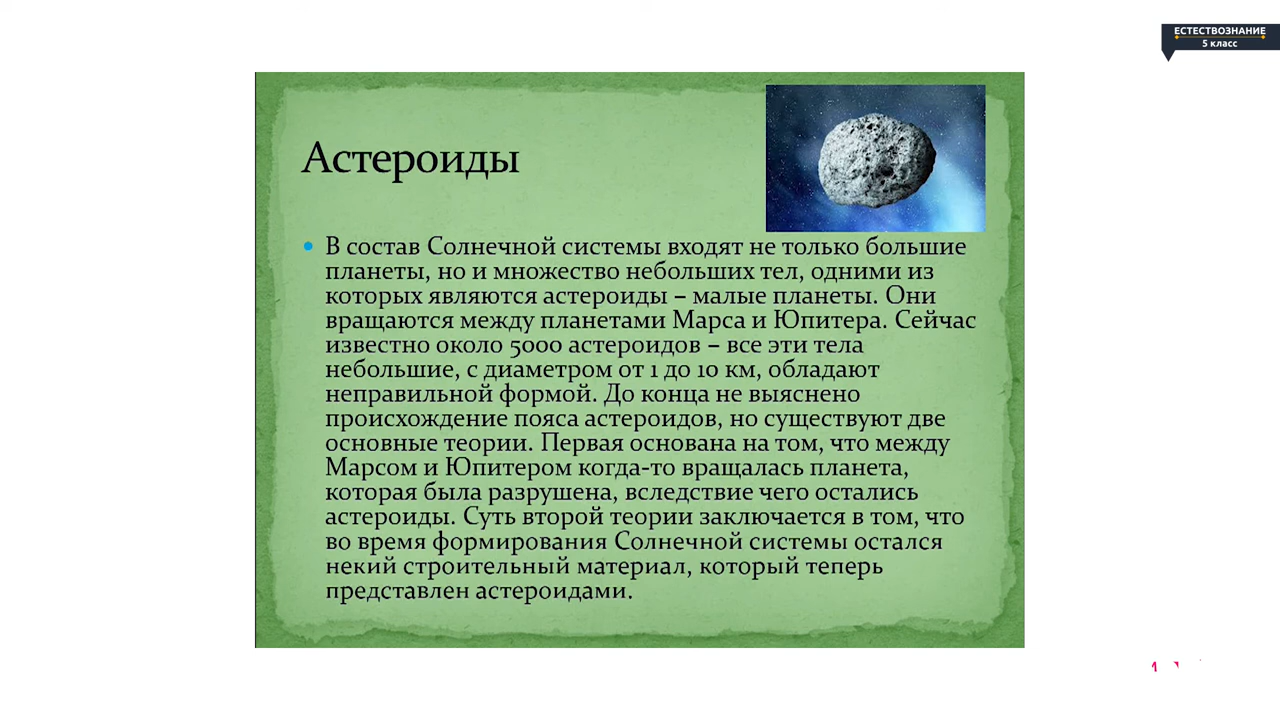 ЕСТЕСТВОЗНАНИЕ
5 класс
Астероиды
• В состав Солнечной системы входят не только большие
планеты, но и множество небольших тел, одними из
которых являются астероиды – малые планеты. Они
вращаются между планетами Марса и Юпитера. Сейчас
известно около 5000 астероидов – все эти тела
небольшие, с диаметром от 1 до 10 км, обладают
неправильной формой. До конца не выяснено
происхождение пояса астероидов, но существуют две
основные теории. Первая основана на том, что между
Марсом и Юпитером когда-то вращалась планета,
которая была разрушена, вследствие чего остались
астероиды. Суть второй теории заключается в том, что
во время формирования Солнечной системы остался
некий строительный материал, который теперь
представлен астероидами.